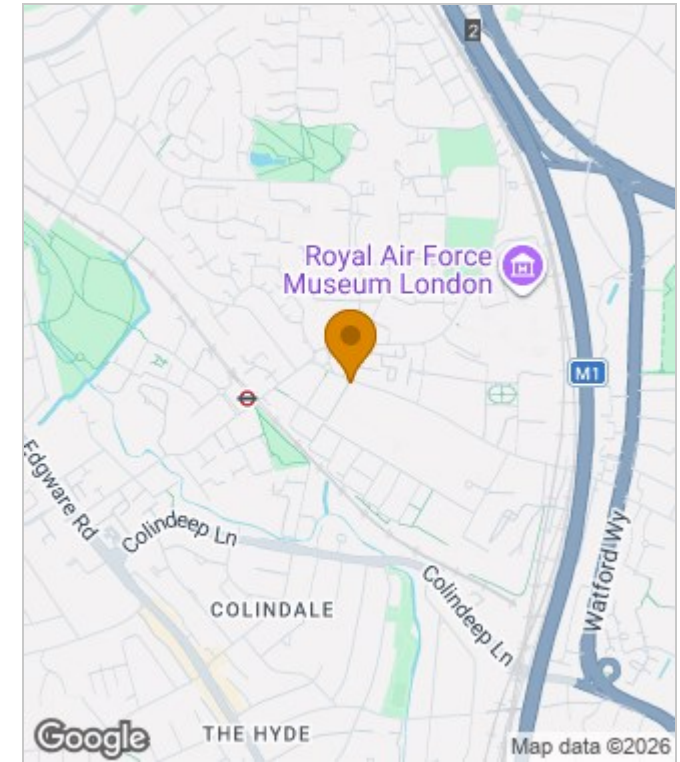 2
Royal Air Force
Museum London
M1
Edgware Rd
Colindeep Ln
Colindeep Ln
Watford Wy
COLINDALE
THE HYDE
Google
Map data ©2026